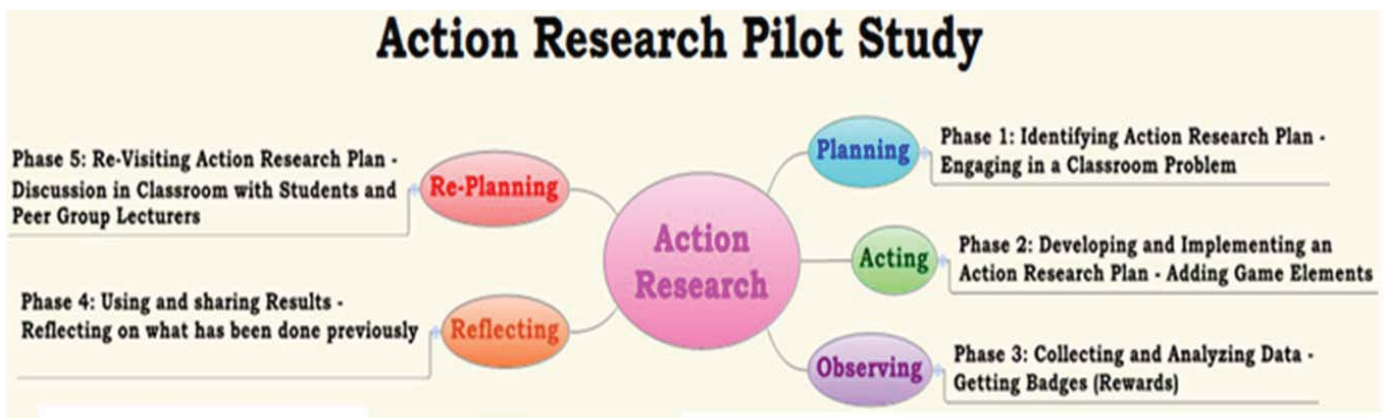 Action Research Pilot Study
Planning
Phase 1: Identifying Action Research Plan -
Engaging in a Classroom Problem
Acting
Phase 2: Developing and Implementing an
Action Research Plan - Adding Game Elements
Observing
Phase 3: Collecting and Analyzing Data -
Getting Badges (Rewards)
Action
Research
Reflecting
Phase 4: Using and sharing Results -
Reflecting on what has been done previously
Re-Planning
Phase 5: Re-Visiting Action Research Plan -
Discussion in Classroom with Students and
Peer Group Lecturers